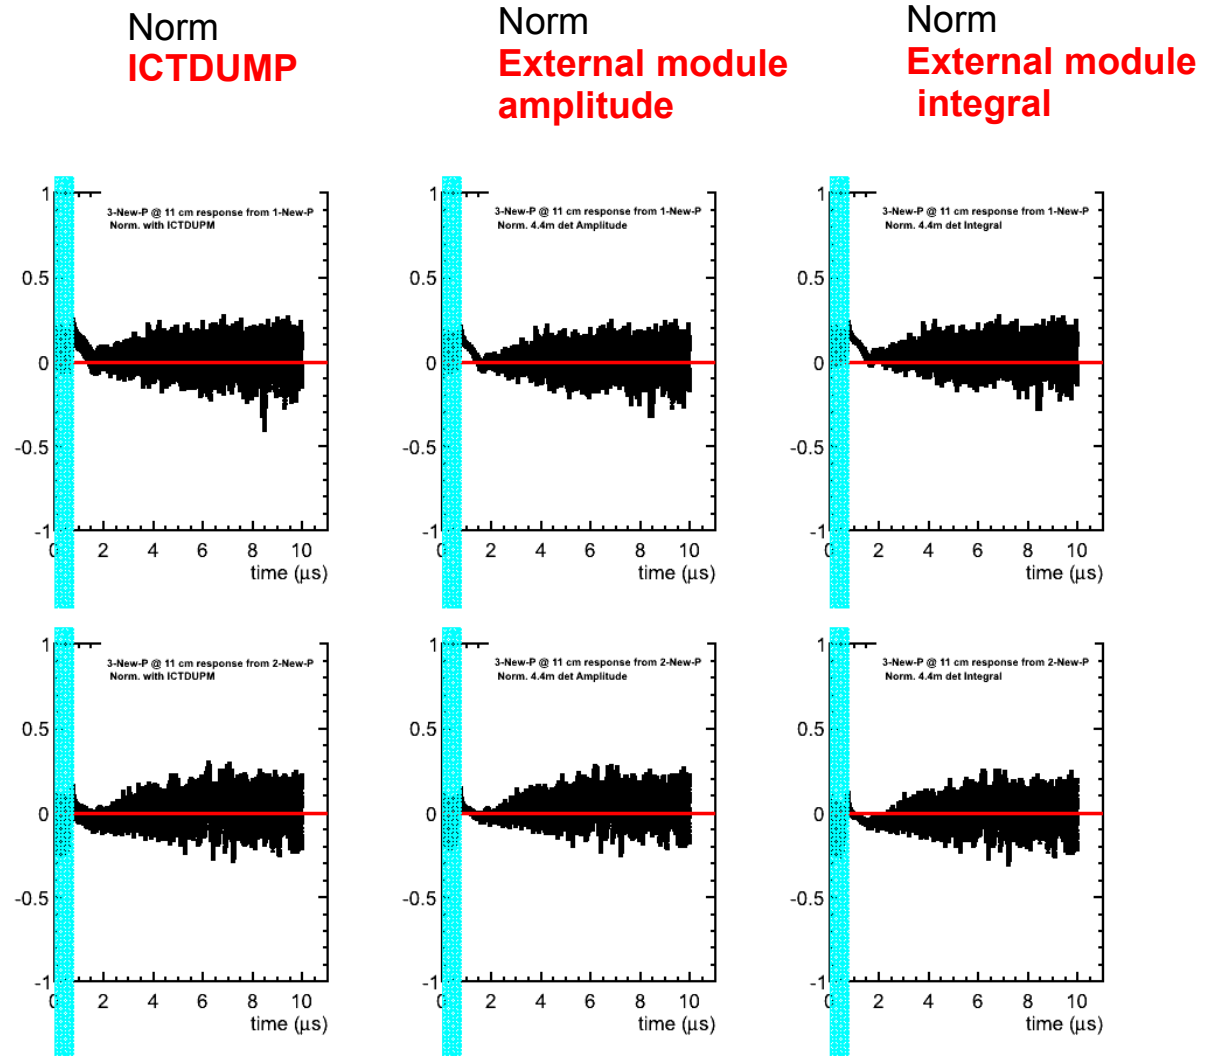 Norm
ICTDUMP
Norm
External module
amplitude
Norm
External module
integral
1
3-New-P @ 11 cm response from 1-New-P
Norm. with ICTDUPM
0.5
0
-0.5
-1
0 2 4 6 8 10
time (μs)
1
3-New-P @ 11 cm response from 1-New-P
Norm. 4.4m det Amplitude
0.5
0
-0.5
-1
0 2 4 6 8 10
time (μs)
1
3-New-P @ 11 cm response from 1-New-P
Norm. 4.4m det Integral
0.5
0
-0.5
-1
0 2 4 6 8 10
time (μs)
1
3-New-P @ 11 cm response from 2-New-P
Norm. with ICTDUPM
0.5
0
-0.5
-1
0 2 4 6 8 10
time (μs)
1
3-New-P @ 11 cm response from 2-New-P
Norm. 4.4m det Amplitude
0.5
0
-0.5
-1
0 2 4 6 8 10
time (μs)
1
3-New-P @ 11 cm response from 2-New-P
Norm. 4.4m det Integral
0.5
0
-0.5
-1
0 2 4 6 8 10
time (μs)